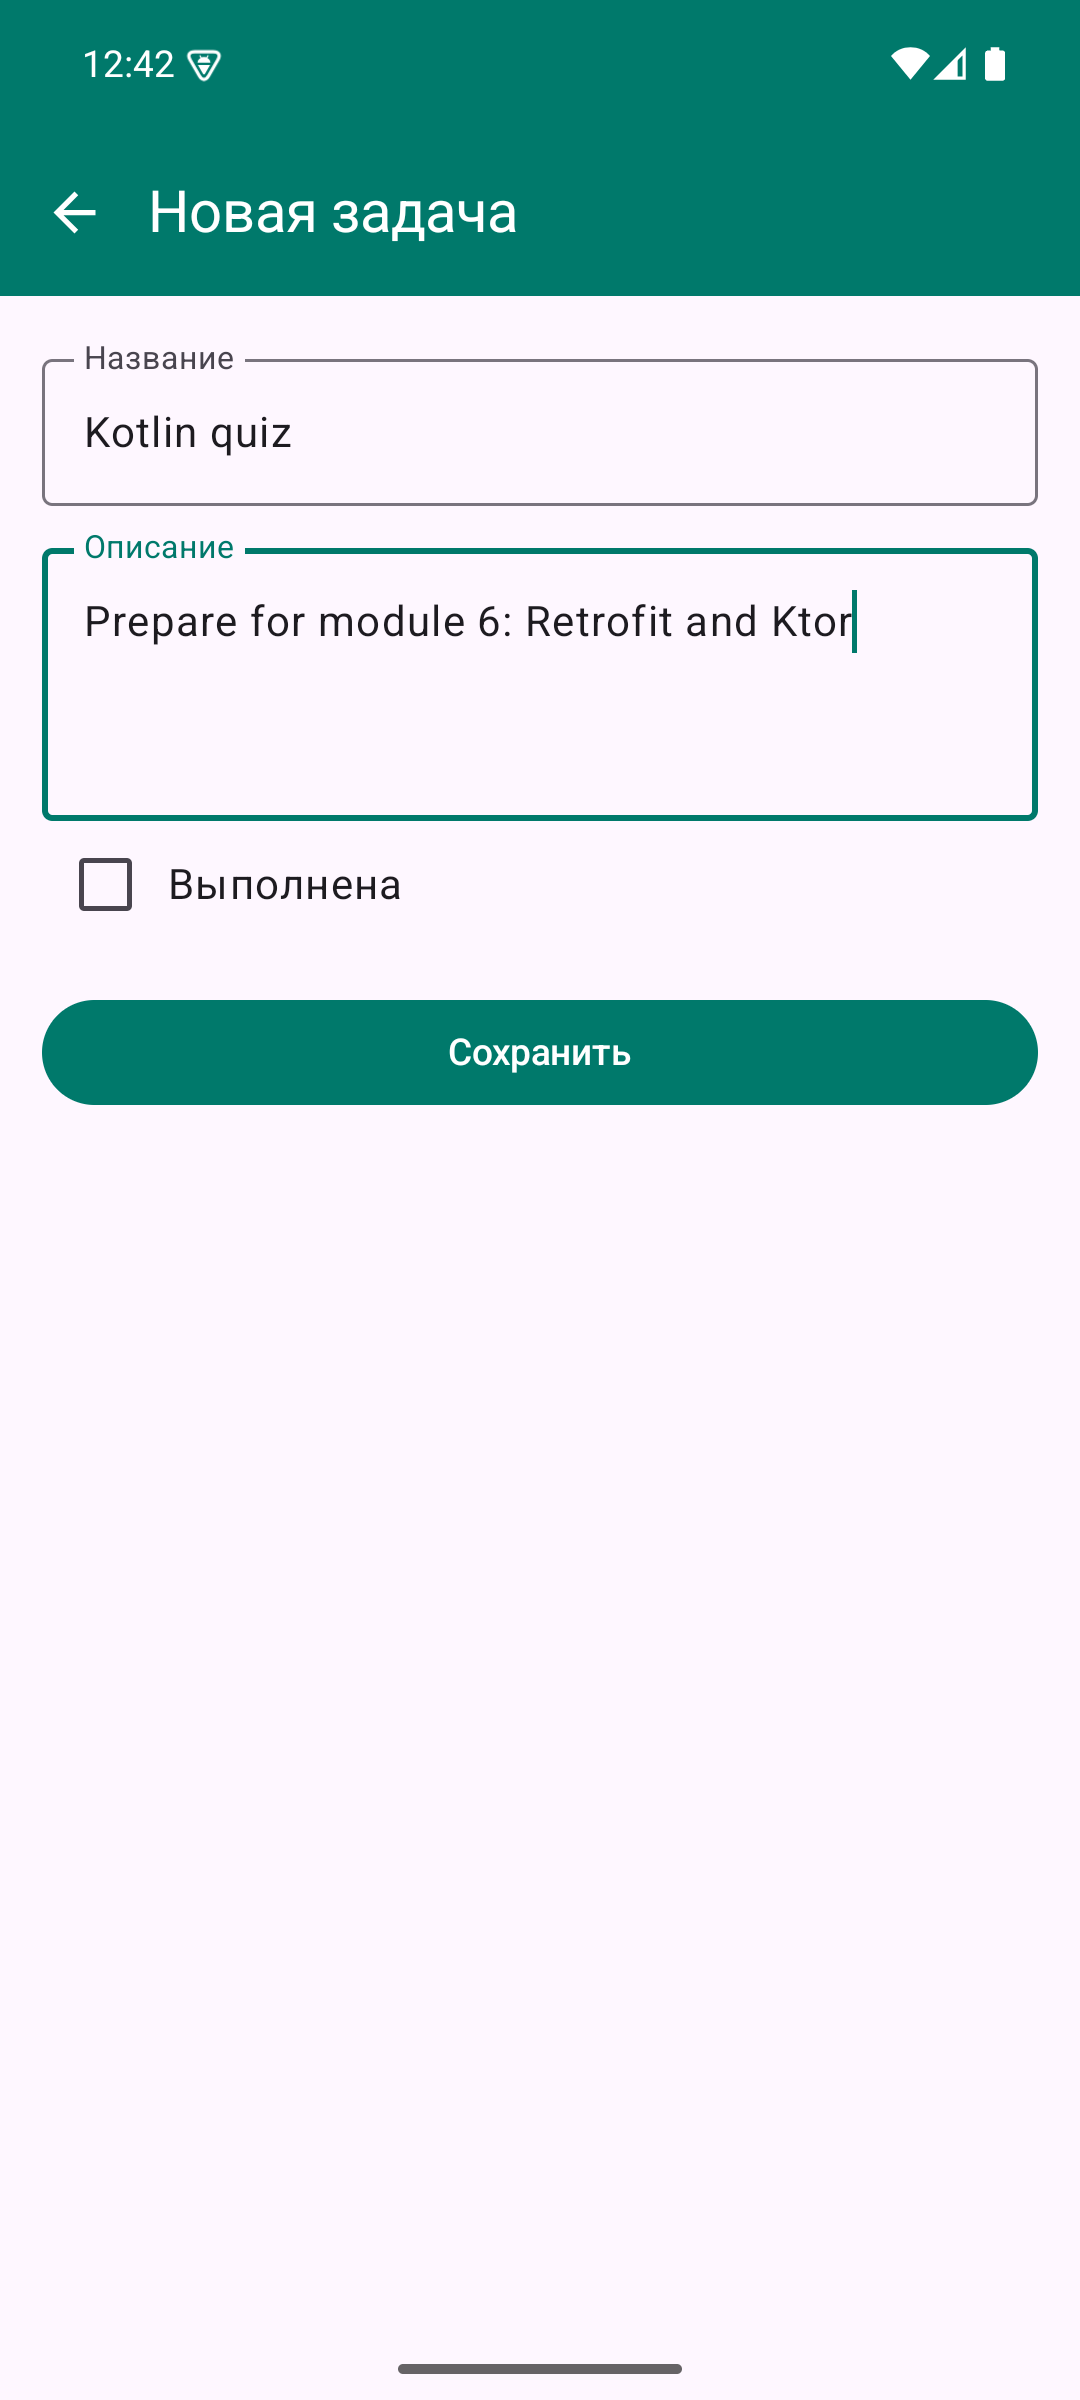 12:42
Новая задача
Название
Kotlin quiz
Описание
Prepare for module 6: Retrofit and Ktor
Выполнена
Сохранить